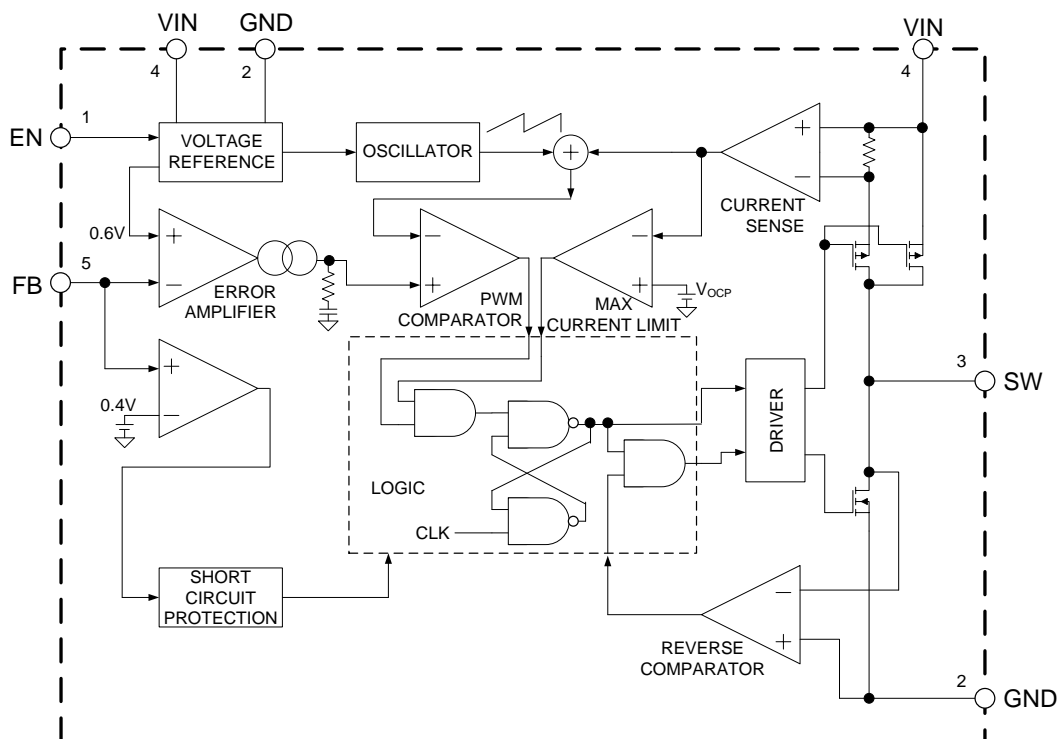 VIN
GND
VIN
4
2
4
1
EN
VOLTAGE
REFERENCE
OSCILLATOR
+
+
−
CURRENT
SENSE
0.6V
+
−
−
+
−
+
VOCP
5
FB
ERROR
AMPLIFIER
PWM
COMPARATOR
MAX
CURRENT LIMIT
+
−
0.4V
3
SW
DRIVER
LOGIC
CLK
SHORT
CIRCUIT
PROTECTION
−
+
REVERSE
COMPARATOR
2
GND